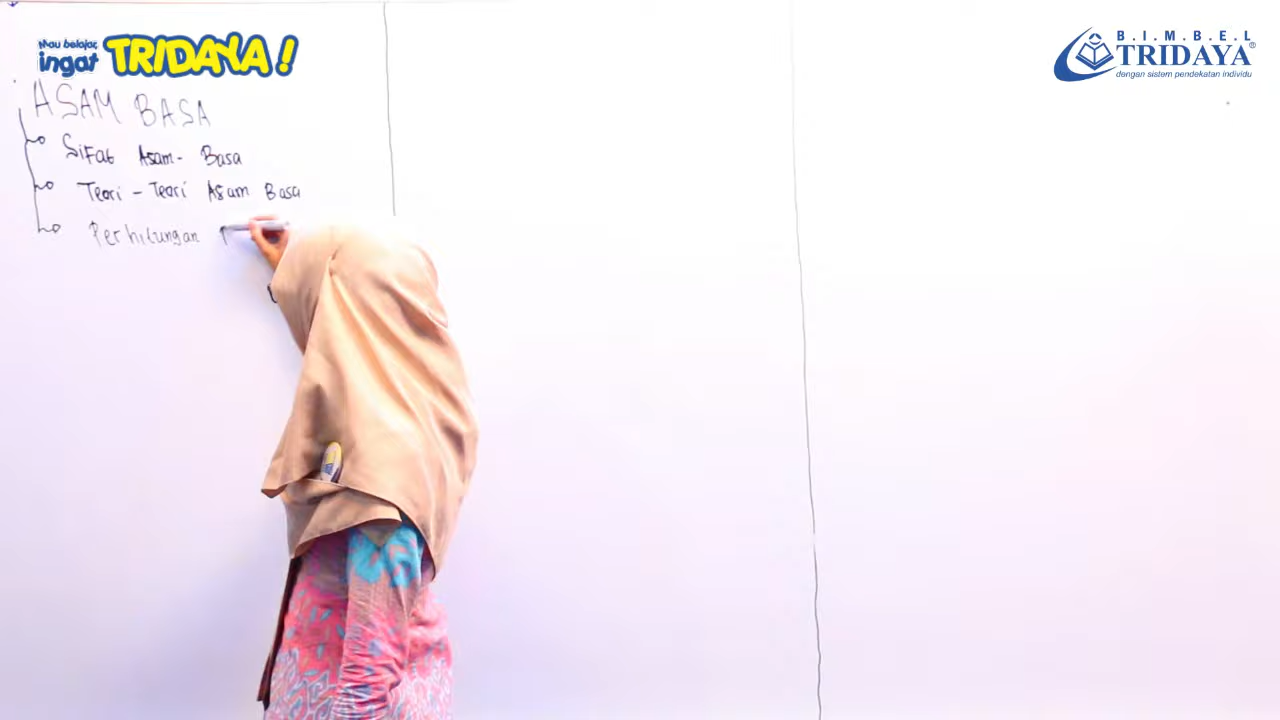 Mau belajar,
ingat TRIDAYA !
B.I.M.B.E.L
TRIDAYA®
dengan sistem pendekatan individu
ASAM BASA
Sifat Asam - Basa
Teori - Teori Asam Basa
Perhitungan